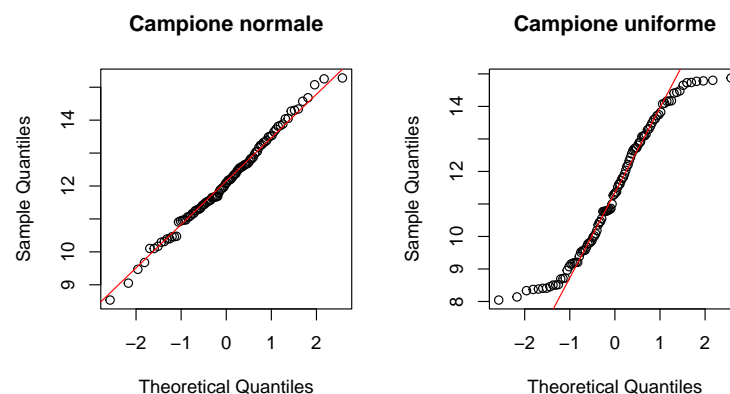 Campione normale
Sample Quantiles
14
12
10
9
−2 −1 0 1 2
Theoretical Quantiles
Campione uniforme
Sample Quantiles
14
12
10
9
8
−2 −1 0 1 2
Theoretical Quantiles